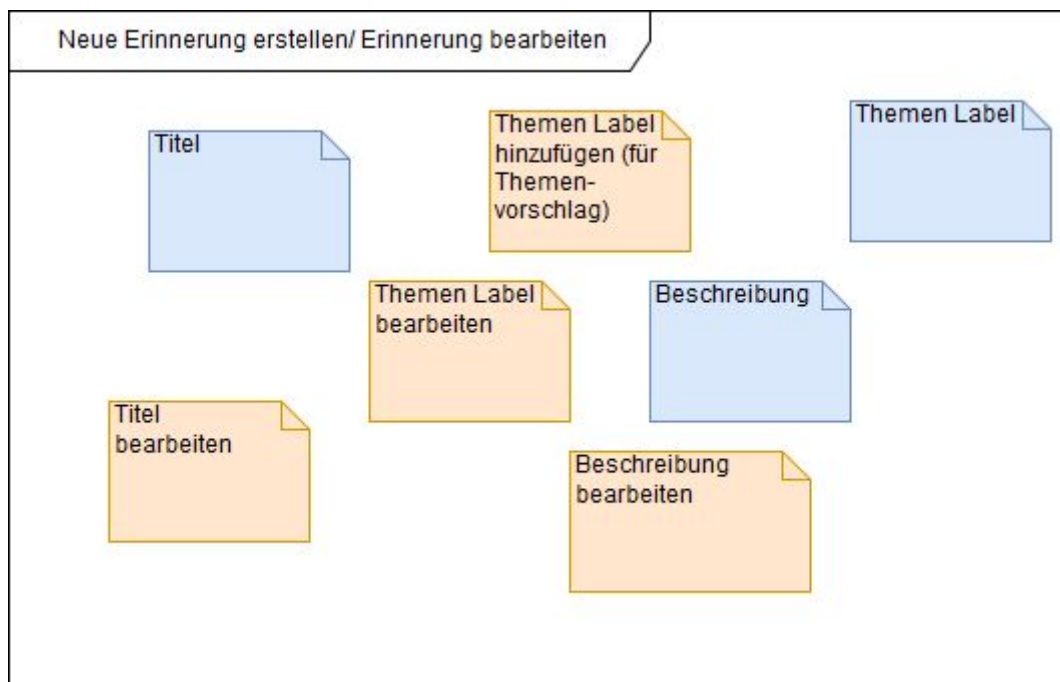 Neue Erinnerung erstellen/ Erinnerung bearbeiten
Titel
Themen Label
hinzufügen (für
Themen-
vorschlag)
Themen Label
Themen Label
bearbeiten
Beschreibung
Titel
bearbeiten
Beschreibung
bearbeiten